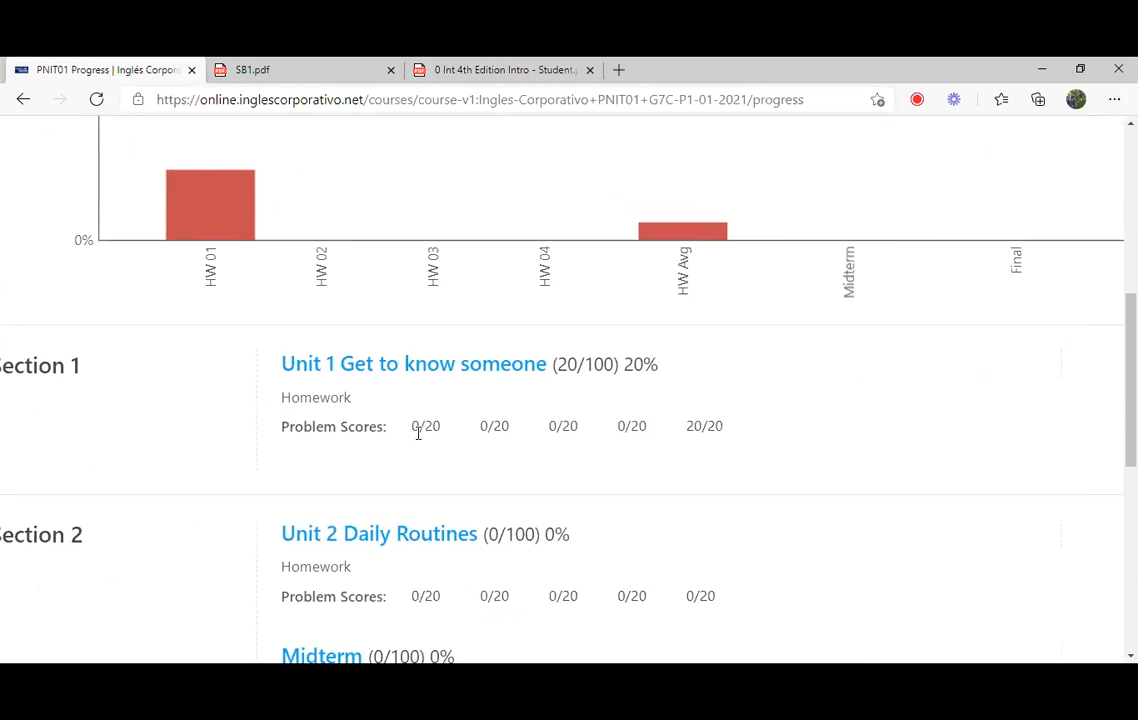 PNIT01 Progress | Inglés Corpora
SB1.pdf
0 Int 4th Edition Intro - Student.
https://online.inglescorporativo.net/courses/course-v1:Ingles-Corporativo+PNIT01+G7C-P1-01-2021/progress
0%
HW 01
HW 02
HW 03
HW 04
HW Avg
Midterm
Final
Section 1
Unit 1 Get to know someone (20/100) 20%
Homework
Problem Scores: 0/20 0/20 0/20 0/20 20/20
Section 2
Unit 2 Daily Routines (0/100) 0%
Homework
Problem Scores: 0/20 0/20 0/20 0/20 0/20
Midterm (0/100) 0%